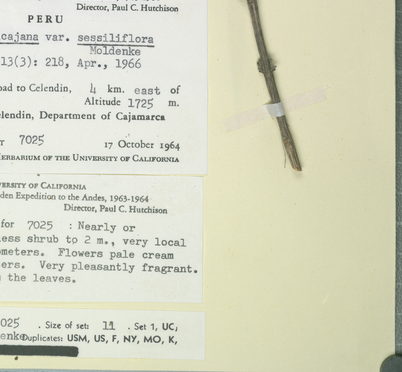 Director, Paul C. Hutchison
PERU
cajana var. sessiliflora
Moldenke
13(3): 218, Apr., 1966
oad to Celendin, 4 km. east of
Altitude 1725 m.
elendin, Department of Cajamarca
7025 17 October 1964
HERBARIUM OF THE UNIVERSITY OF CALIFORNIA
VERSITY OF CALIFORNIA
den Expedition to the Andes, 1963-1964
Director, Paul C. Hutchison
for 7025 : Nearly or
ess shrub to 2 m., very local
ometers. Flowers pale cream
ers. Very pleasantly fragrant.
the leaves.
025 . Size of set: 11 . Set 1, UC,
enke Duplicates: USM, US, F, NY, MO, K,